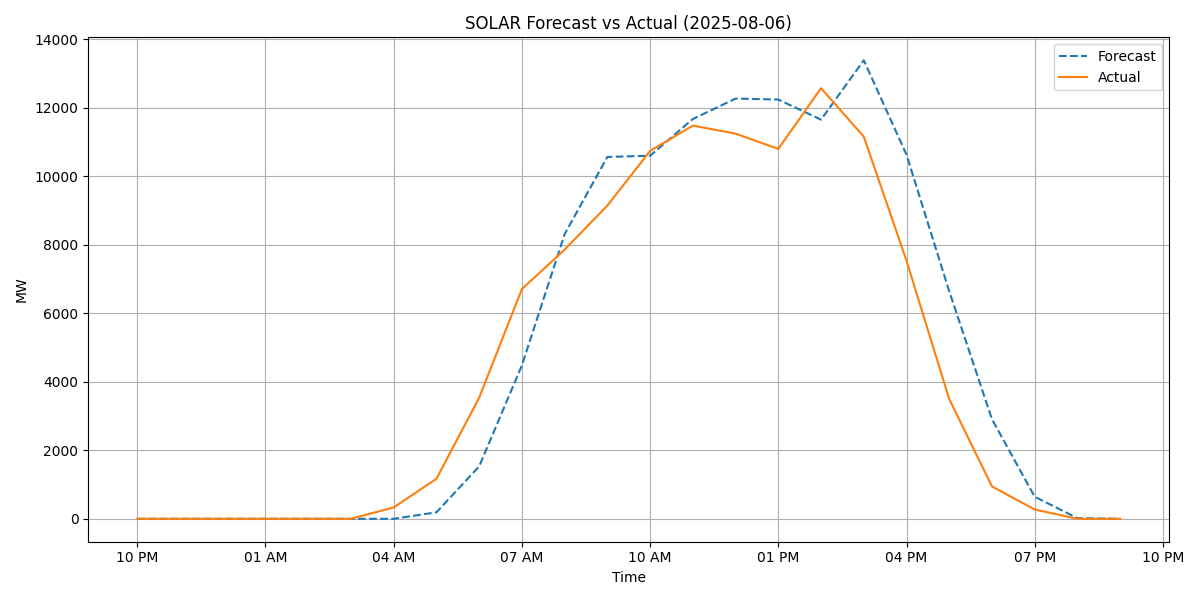 SOLAR Forecast vs Actual (2025-08-06)
14000
12000
10000
8000
6000
4000
2000
0
MW
Forecast
Actual
10 PM 01 AM 04 AM 07 AM 10 AM 01 PM 04 PM 07 PM 10 PM
Time